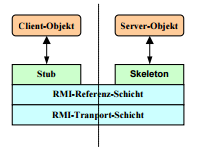 Client-Objekt
Server-Objekt
Stub
Skeleton
RMI-Referenz-Schicht
RMI-Tranport-Schicht